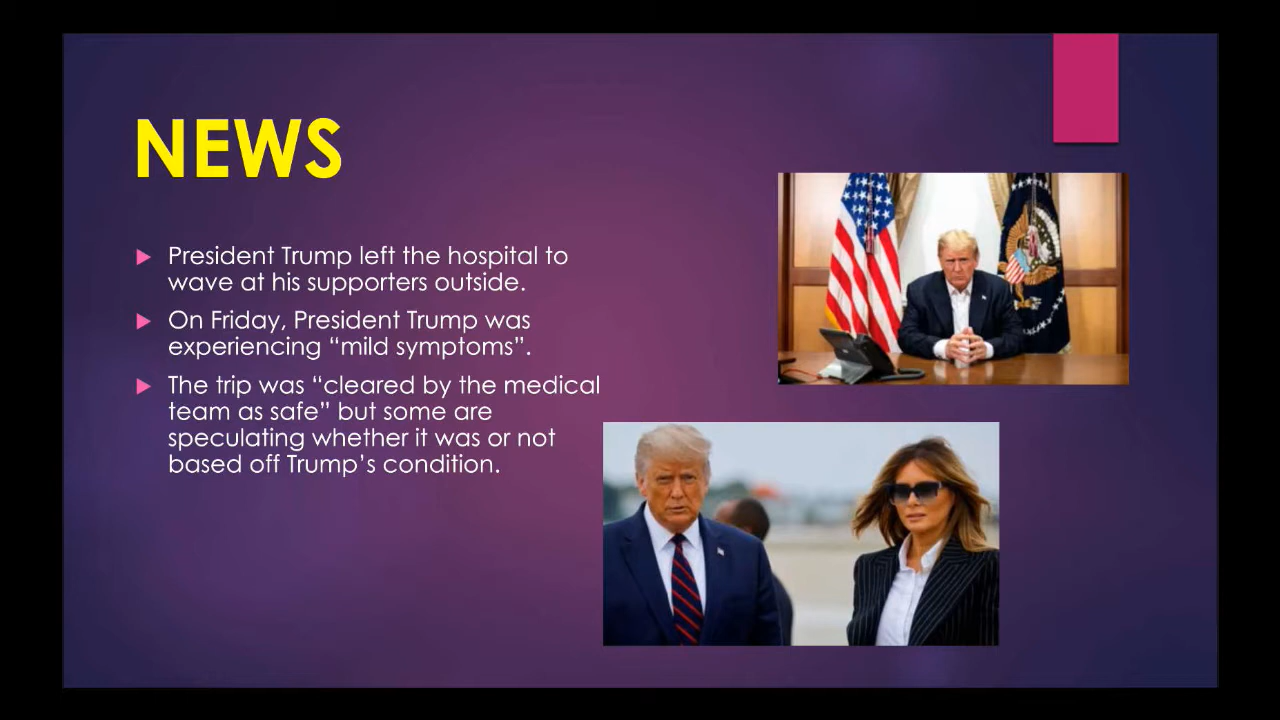 NEWS
President Trump left the hospital to
wave at his supporters outside.
On Friday, President Trump was
experiencing “mild symptoms”.
The trip was “cleared by the medical
team as safe” but some are
speculating whether it was or not
based off Trump’s condition.